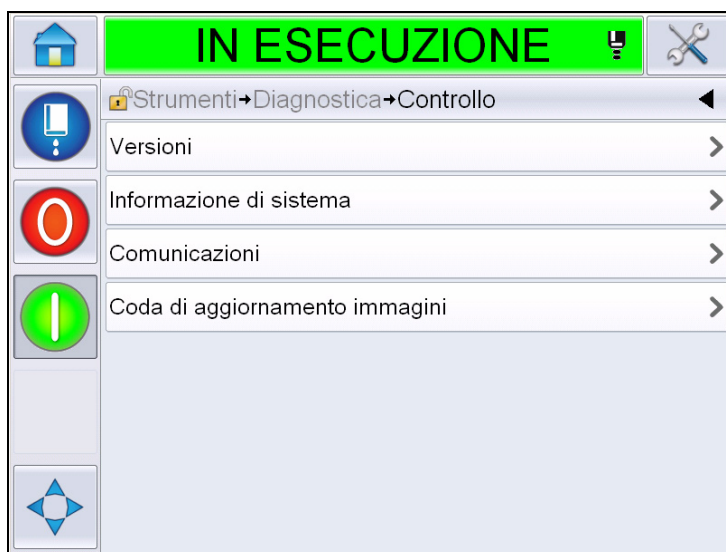 IN ESECUZIONE
Strumenti→Diagnostica→Controllo
Versioni
Informazione di sistema
Comunicazioni
Coda di aggiornamento immagini